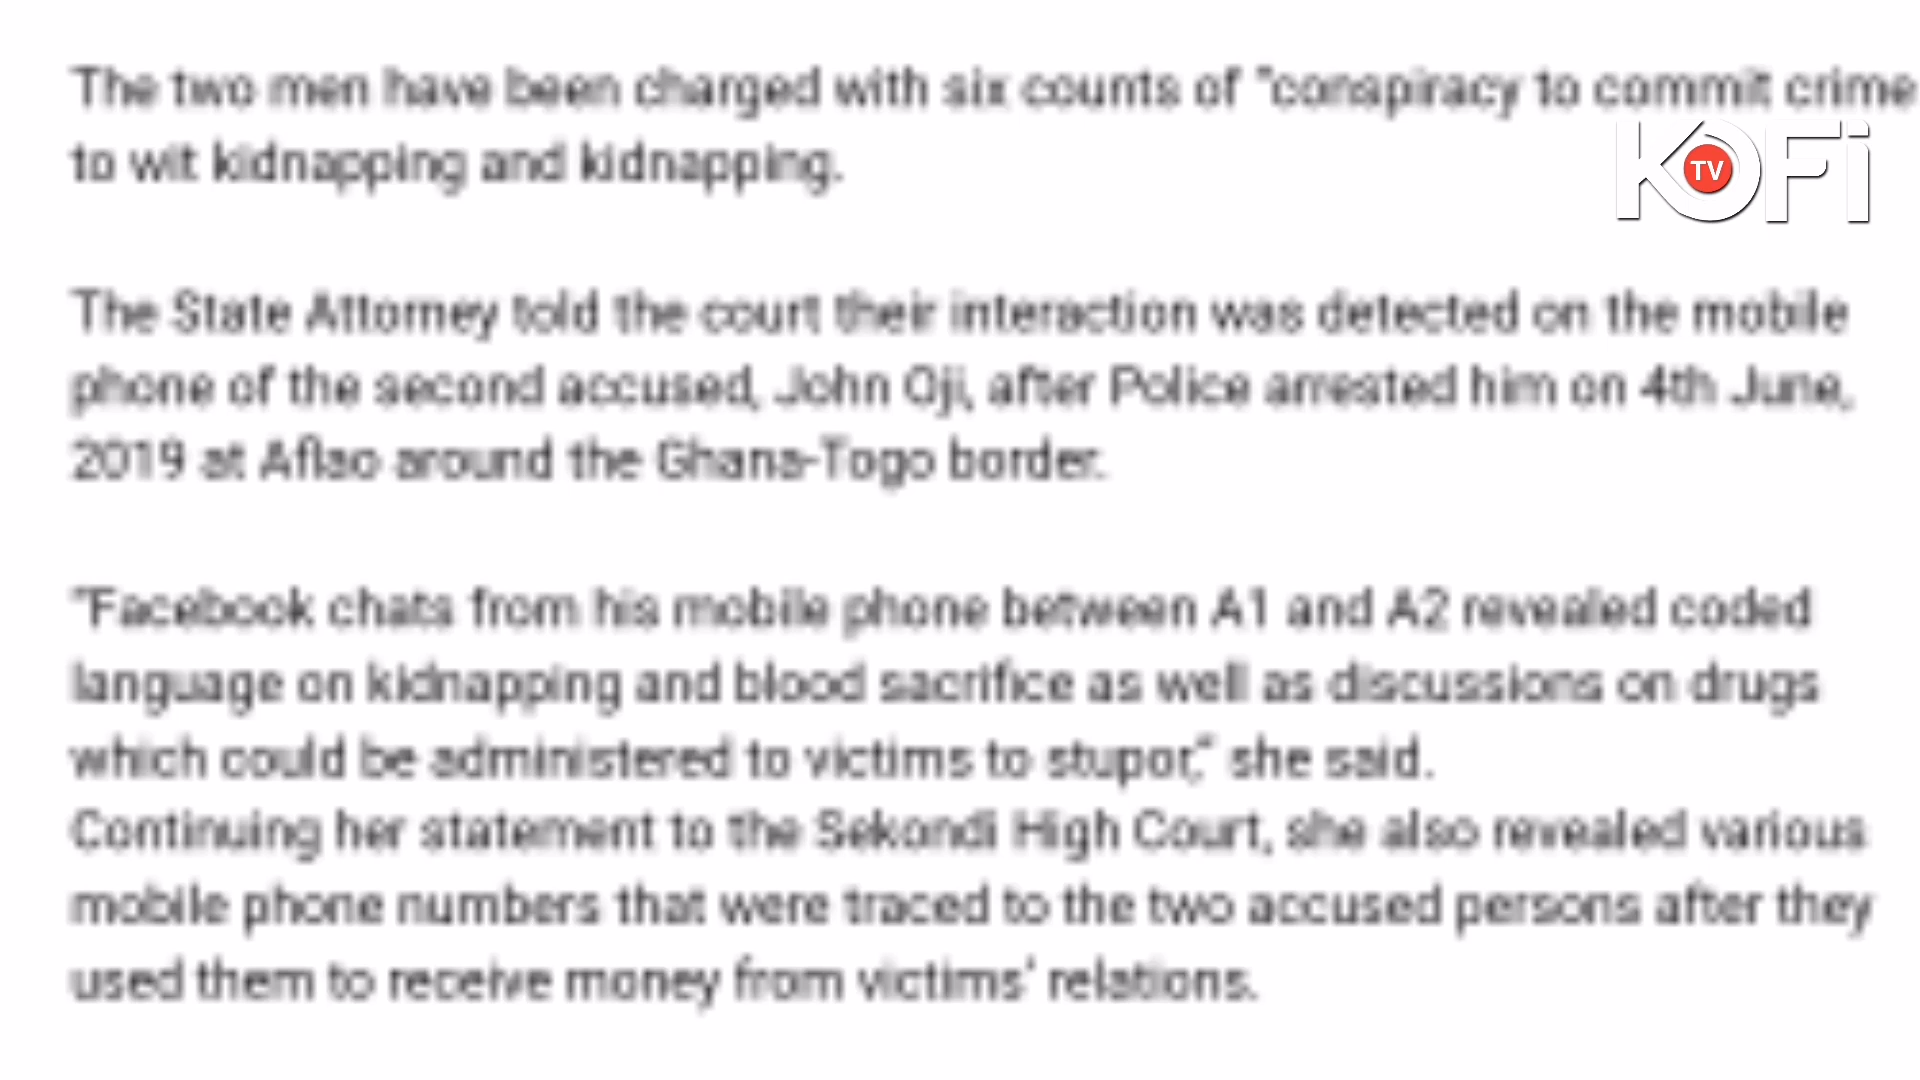 The two men have been charged with six counts of "conspiracy to commit crime
to wit kidnapping and kidnapping.
KOFi TV
The State Attorney told the court their interaction was detected on the mobile
phone of the second accused, John Oji, after Police arrested him on 4th June,
2019 at Aflao around the Ghana-Togo border.
"Facebook chats from his mobile phone between A1 and A2 revealed coded
language on kidnapping and blood sacrifice as well as discussions on drugs
which could be administered to victims to stupor," she said.
Continuing her statement to the Sekondi High Court, she also revealed various
mobile phone numbers that were traced to the two accused persons after they
used them to receive money from victims' relations.